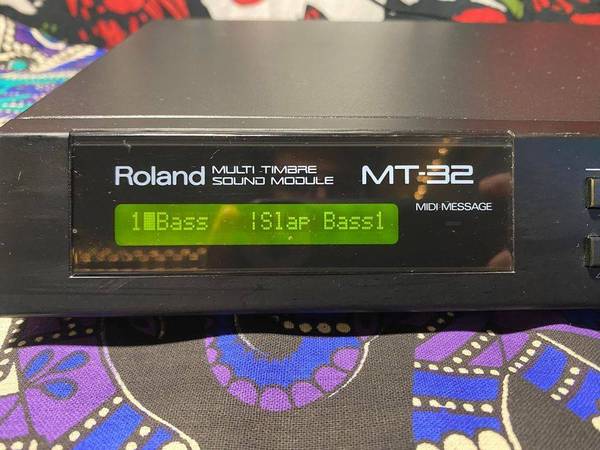 Roland MULTI TIMBRE SOUND MODULE MT-32
MIDI MESSAGE
1█Bass ¦Slap Bass1